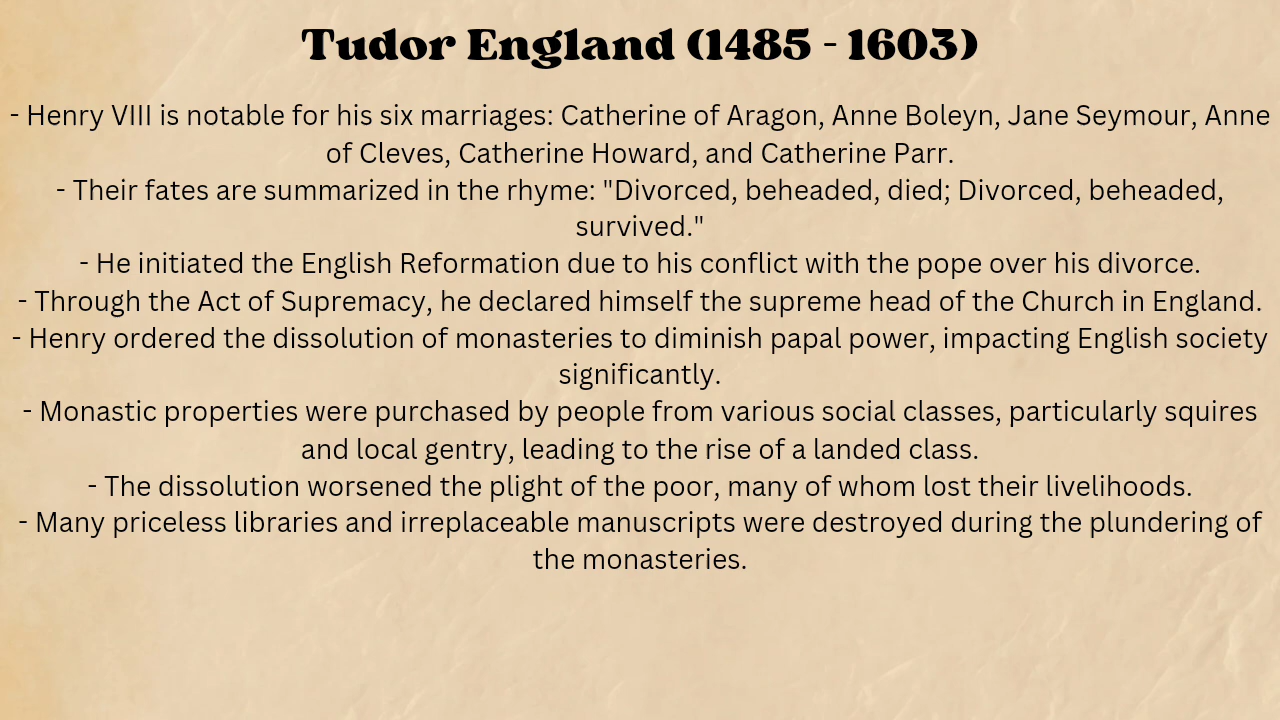 Tudor England (1485 - 1603)
- Henry VIII is notable for his six marriages: Catherine of Aragon, Anne Boleyn, Jane Seymour, Anne
of Cleves, Catherine Howard, and Catherine Parr.
- Their fates are summarized in the rhyme: "Divorced, beheaded, died; Divorced, beheaded,
survived."
- He initiated the English Reformation due to his conflict with the pope over his divorce.
- Through the Act of Supremacy, he declared himself the supreme head of the Church in England.
- Henry ordered the dissolution of monasteries to diminish papal power, impacting English society
significantly.
- Monastic properties were purchased by people from various social classes, particularly squires
and local gentry, leading to the rise of a landed class.
- The dissolution worsened the plight of the poor, many of whom lost their livelihoods.
- Many priceless libraries and irreplaceable manuscripts were destroyed during the plundering of
the monasteries.